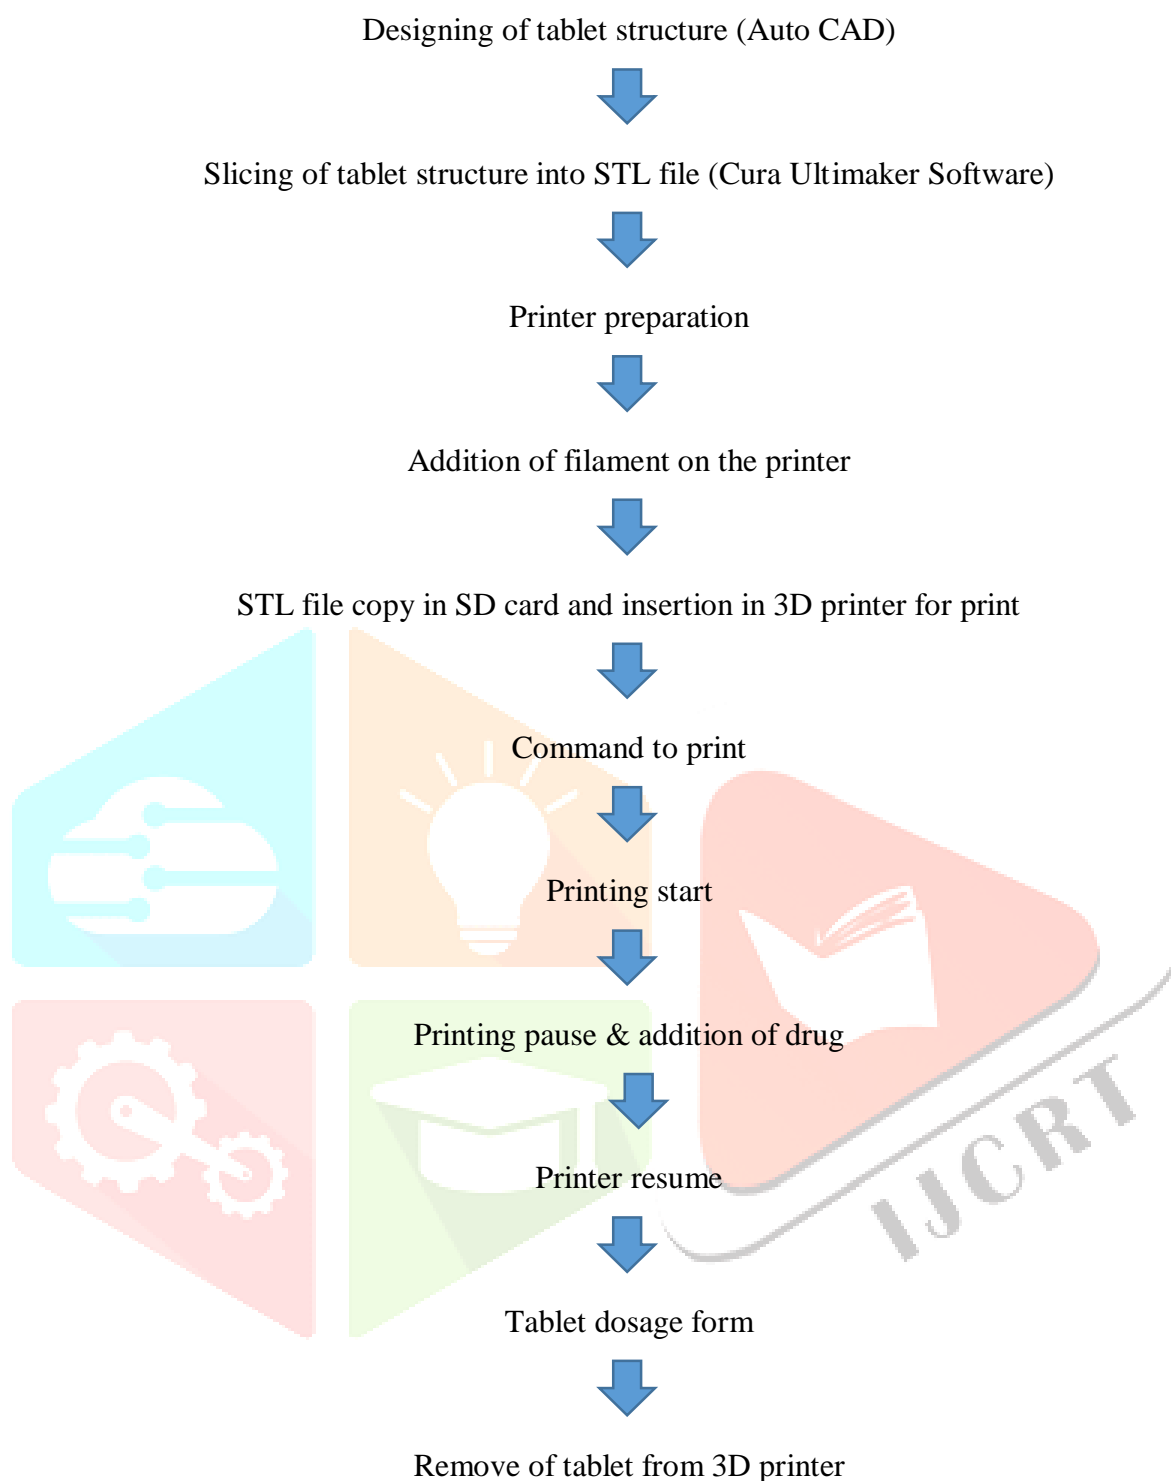 Designing of tablet structure (Auto CAD)
Slicing of tablet structure into STL file (Cura Ultimaker Software)
Printer preparation
Addition of filament on the printer
STL file copy in SD card and insertion in 3D printer for print
Command to print
Printing start
Printing pause & addition of drug
Printer resume
IJCRT
Tablet dosage form
Remove of tablet from 3D printer